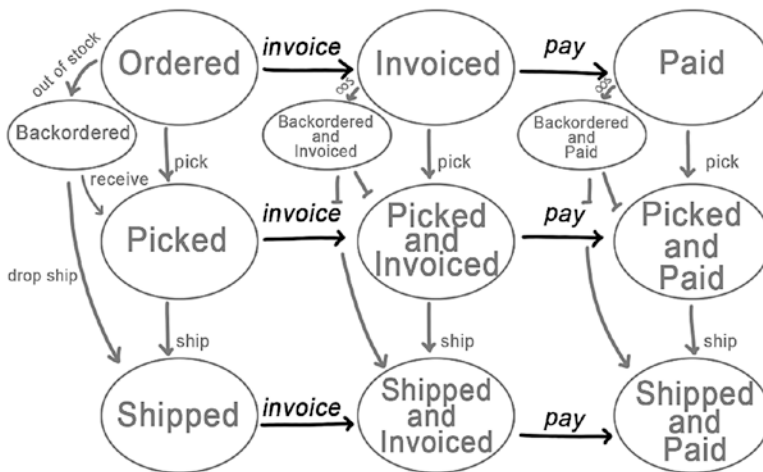 out of stock
Ordered
invoice
Invoiced
pay
Paid
oos
oos
Backordered
Backordered
and
Invoiced
Backordered
and
Paid
pick
pick
pick
receive
Picked
invoice
Picked
and
Invoiced
pay
Picked
and
Paid
drop ship
ship
ship
ship
Shipped
invoice
Shipped
and
Invoiced
pay
Shipped
and
Paid